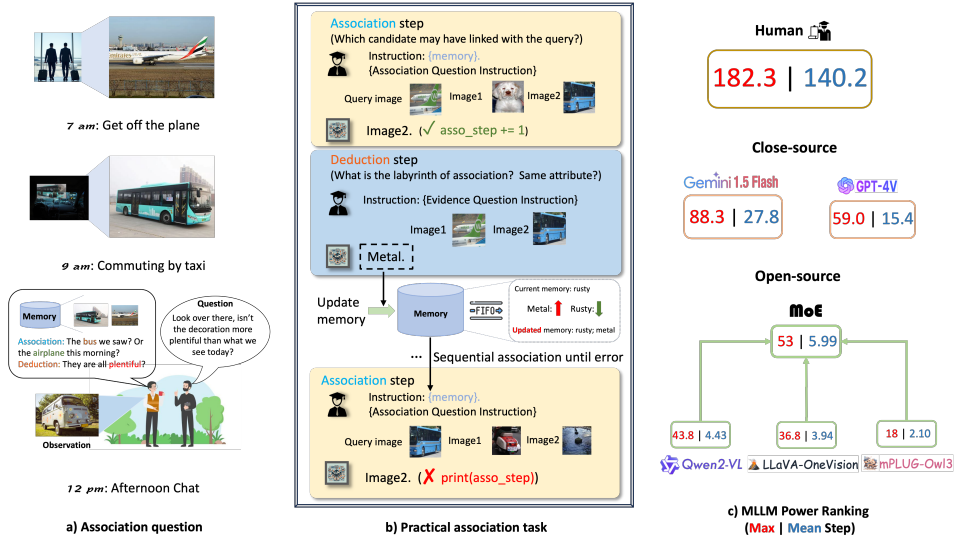 7 am: Get off the plane
9 am: Commuting by taxi
Memory
Association: The bus we saw? Or
the airplane this morning?
Deduction: They are all plentiful?
Question
Look over there, isn't
the decoration more
plentiful than what we
see today?
Observation
12 pm: Afternoon Chat
a) Association question
Association step
(Which candidate may have linked with the query?)
Instruction: {memory}.
{Association Question Instruction}
Query image
Image1
Image2
Image2. (✓ asso_step += 1)
Deduction step
(What is the labyrinth of association? Same attribute?)
Instruction: {Evidence Question Instruction}
Image1
Image2
Metal.
Update
memory
Memory
FIFO
Current memory: rusty
Metal:
Rusty:
Updated memory: rusty; metal
... Sequential association until error
Association step
Instruction: {memory}.
{Association Question Instruction}
Query image
Image1
Image2
Image2. (✗ print(asso_step))
b) Practical association task
Human
182.3 | 140.2
Close-source
Gemini 1.5 Flash
88.3 | 27.8
GPT-4V
59.0 | 15.4
Open-source
MoE
53 | 5.99
43.8 | 4.43
36.8 | 3.94
18 | 2.10
Qwen2-VL
LLaVA-OneVision
mPLUG-Owl3
c) MLLM Power Ranking
(Max | Mean Step)